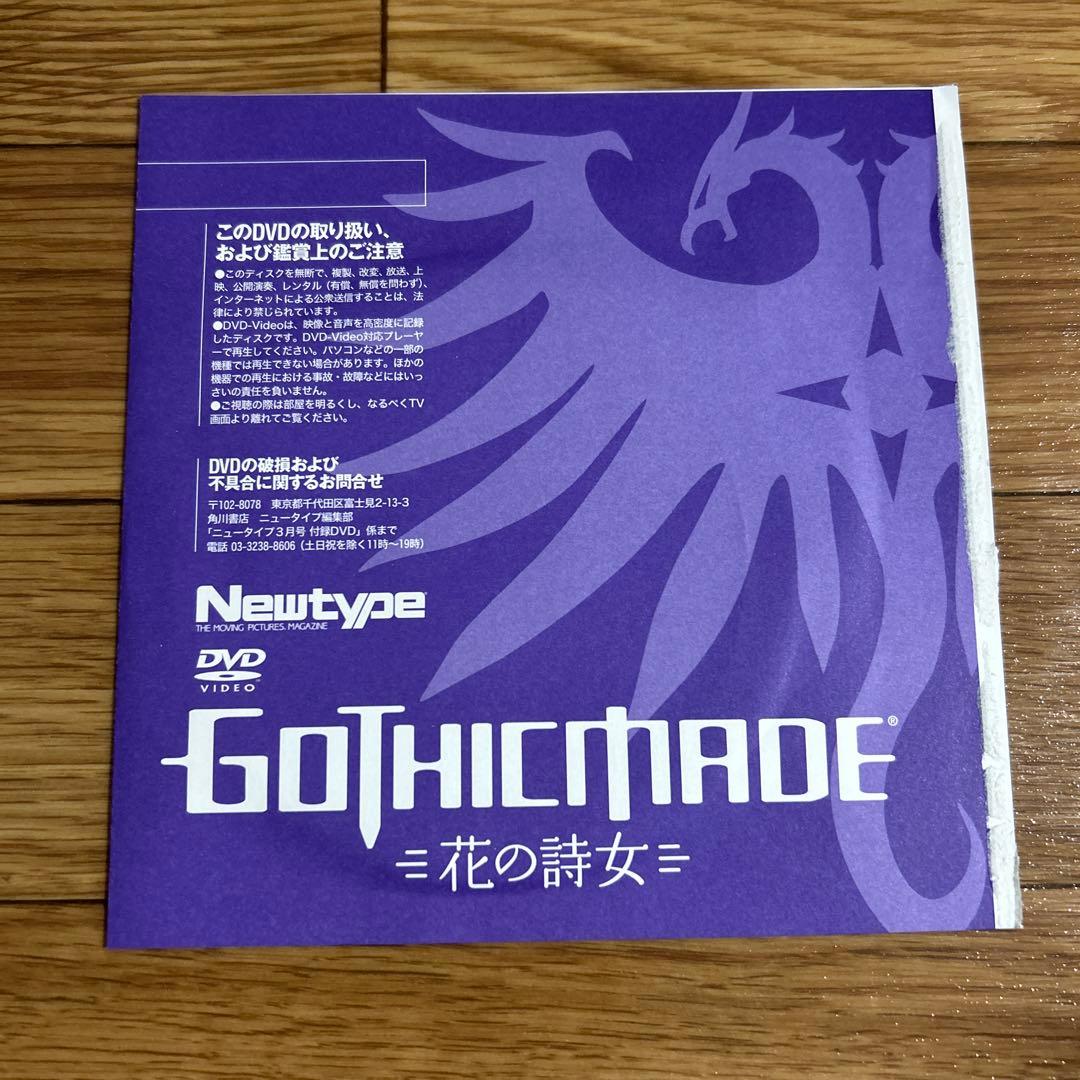 このDVDの取り扱い、
および鑑賞上のご注意
●このディスクを無断で、複製、改変、放送、上
映、公開演奏、レンタル（有償、無償を問わず）、
インターネットによる公衆送信することは、法
律により禁じられています。
●DVD-Videoは、映像と音声を高密度に記録
したディスクです。DVD-Video対応プレーヤ
ーで再生してください。パソコンなどの一部の
機種では再生できない場合があります。ほかの
機器での再生における事故・故障などにはいっ
さいの責任を負いません。
●ご視聴の際は部屋を明るくし、なるべくTV
画面より離れてご覧ください。
DVDの破損および
不具合に関するお問合せ
〒102-8078　東京都千代田区富士見2-13-3
角川書店　ニュータイプ編集部
「ニュータイプ3月号 付録DVD」係まで
電話 03-3238-8606（土日祝を除く11時～19時）
Newtype
THE MOVING PICTURES. MAGAZINE
DVD
VIDEO™
GOTHICMADE®
花の詩女